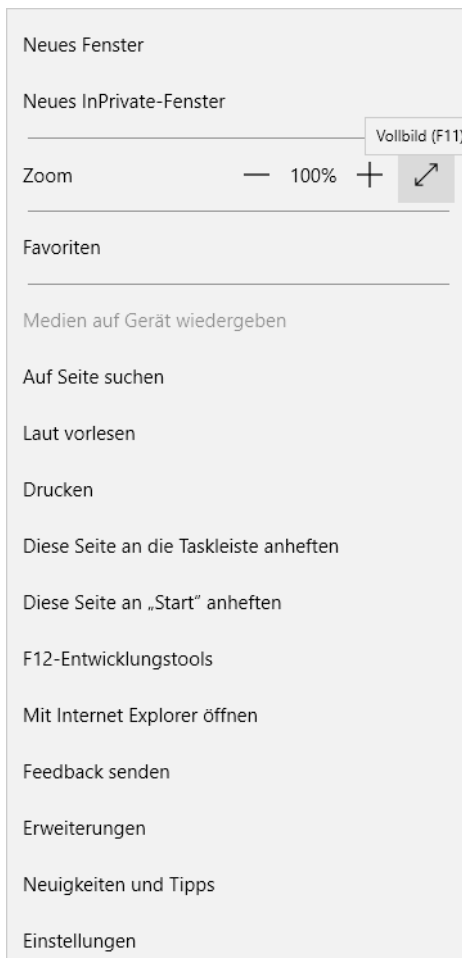 Neues Fenster
Neues InPrivate-Fenster
Vollbild (F11)
Zoom — 100% +
Favoriten
Medien auf Gerät wiedergeben
Auf Seite suchen
Laut vorlesen
Drucken
Diese Seite an die Taskleiste anheften
Diese Seite an „Start“ anheften
F12-Entwicklungstools
Mit Internet Explorer öffnen
Feedback senden
Erweiterungen
Neuigkeiten und Tipps
Einstellungen